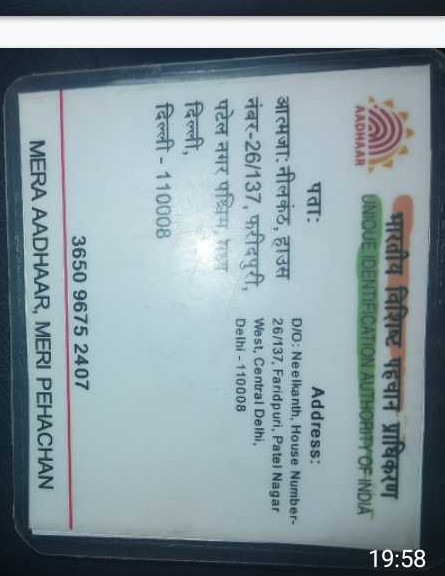 भारतीय विशिष्ट पहचान प्राधिकरण
UNIQUE IDENTIFICATION AUTHORITY OF INDIA
AADHAAR
पता:
आत्मजा: नीलकंठ, हाउस
नंबर-26/137, फरीदपुरी,
पटेल नगर पश्चिम, मध्य
दिल्ली,
दिल्ली - 110008
Address:
D/O: Neelkanth, House Number-
26/137, Faridpuri, Patel Nagar
West, Central Delhi,
Delhi - 110008
3650 9675 2407
MERA AADHAAR, MERI PEHACHAN
19:58